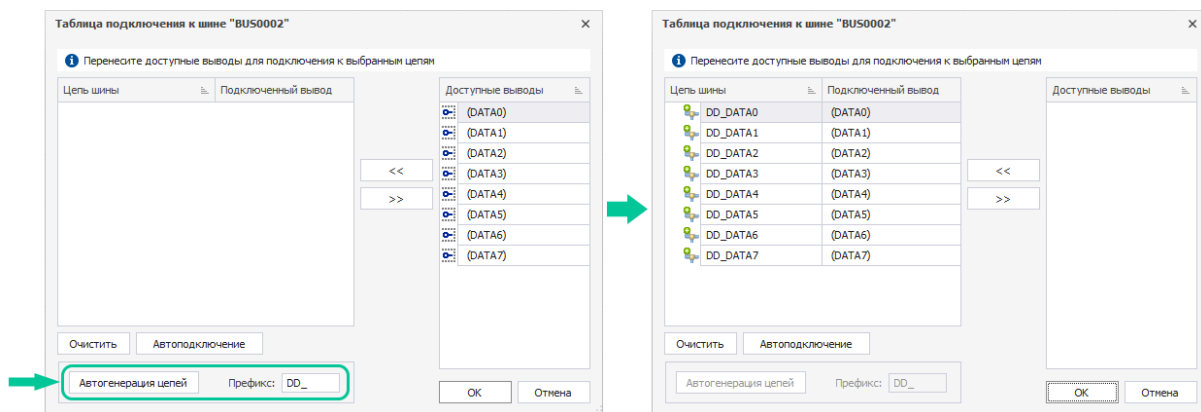 Таблица подключения к шине "BUS0002"
Перенесите доступные выводы для подключения к выбранным цепям
Цепь шины Подключенный вывод
Доступные выводы
(DATA0)
(DATA1)
(DATA2)
(DATA3)
(DATA4)
(DATA5)
(DATA6)
(DATA7)
<<
>>
Очистить Автоподключение
Автогенерация цепей Префикс: DD_
OK Отмена
Таблица подключения к шине "BUS0002"
Перенесите доступные выводы для подключения к выбранным цепям
Цепь шины Подключенный вывод
DD_DATA0 (DATA0)
DD_DATA1 (DATA1)
DD_DATA2 (DATA2)
DD_DATA3 (DATA3)
DD_DATA4 (DATA4)
DD_DATA5 (DATA5)
DD_DATA6 (DATA6)
DD_DATA7 (DATA7)
<<
>>
Доступные выводы
Очистить Автоподключение
Автогенерация цепей Префикс: DD_
OK Отмена